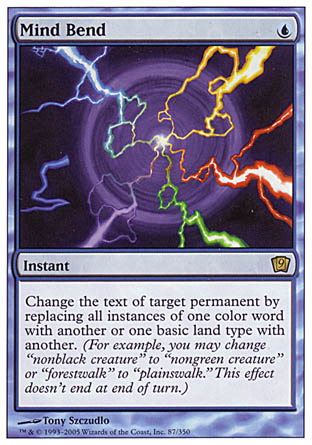 Mind Bend
Instant
9
Change the text of target permanent by
replacing all instances of one color word
with another or one basic land type with
another. (For example, you may change
"nonblack creature" to "nongreen creature"
or "forestwalk" to "plainswalk." This effect
doesn't end at end of turn.)
Tony Szczudlo
™ & © 1993–2005 Wizards of the Coast, Inc. 87/350